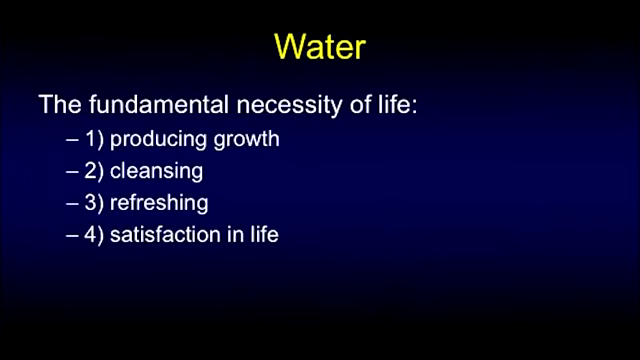 Water
The fundamental necessity of life:
– 1) producing growth
– 2) cleansing
– 3) refreshing
– 4) satisfaction in life